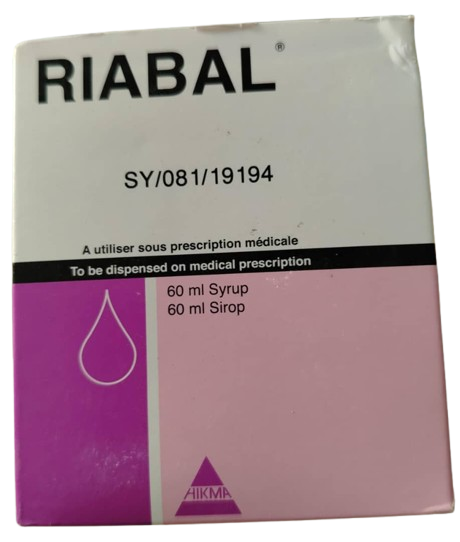 RIABAL®
SY/081/19194
A utiliser sous prescription médicale
To be dispensed on medical prescription
60 ml Syrup
60 ml Sirop
HIKMA